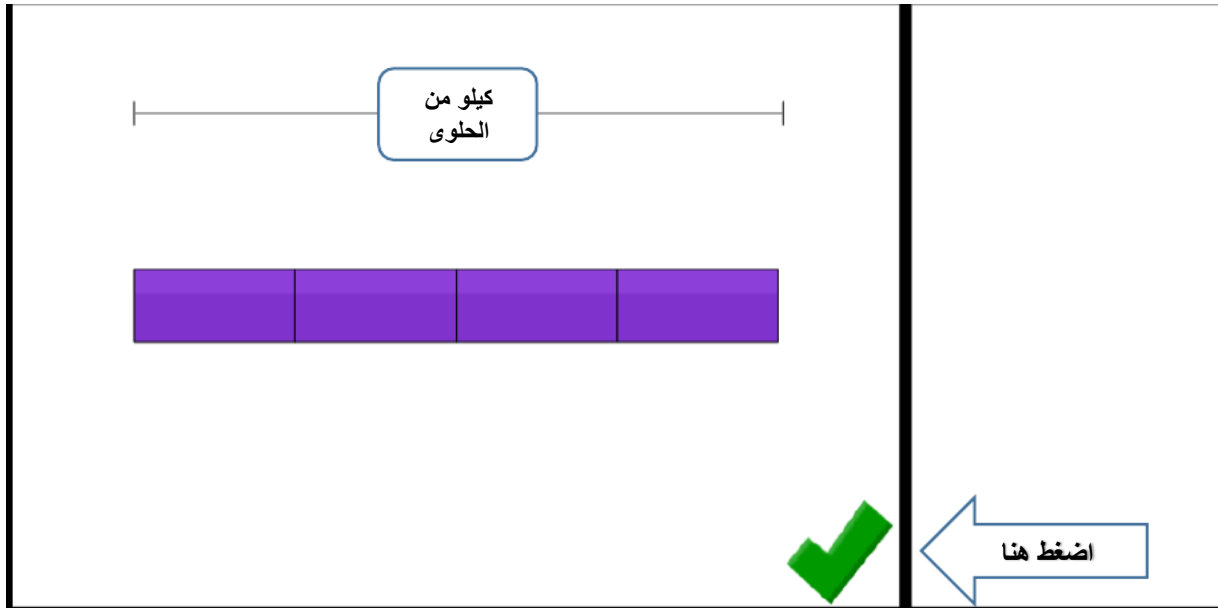 كيلو من
الحلوى
اضغط هنا